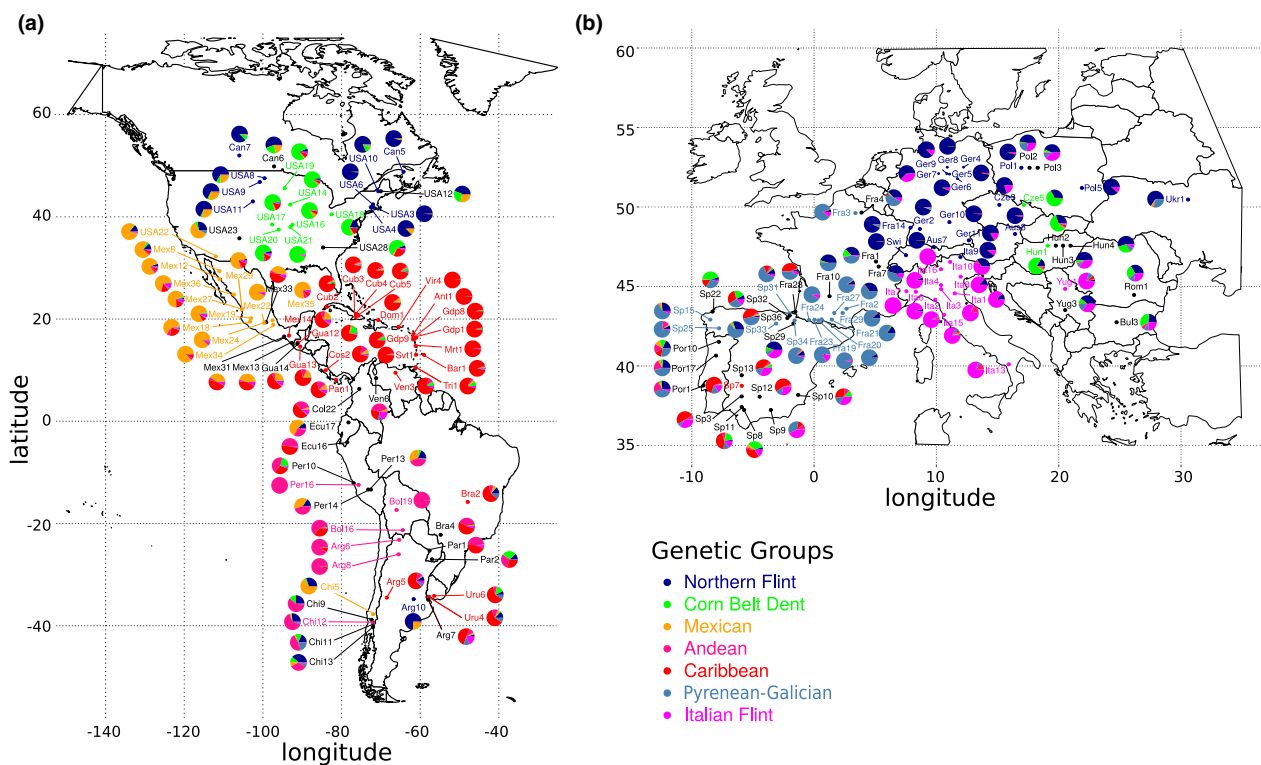 (a)
(b)
60
40
20
0
-20
-40
-140
-120
-100
-80
-60
-40
latitude
longitude
Can7
Can6
USA19
USA10
Can5
USA8
USA14
USA6
USA12
USA9
USA11
USA17
USA3
USA16
USA4
USA22
USA23
USA20
USA21
USA28
Mex8
Mex12
Mex36
Mex33
Cub3
Vir4
Mex27
Cub4
Cub5
Ant1
Mex35
Cub2
Mex19
Dom1
Gdp8
Mex18
Mex14
Gua12
Gdp9
Gdp1
Mex24
Mex34
Cos2
Svt1
Mrt1
Mex31
Mex13
Gua14
Gua13
Bar1
Pan1
Ven3
Tri1
Col22
Ven6
Ecu17
Ecu16
Per13
Per10
Per16
Bra2
Per14
Bol19
Bol16
Bra4
Arg6
Par1
Arg8
Par2
Chi5
Arg5
Uru6
Chi9
Arg10
Uru4
Chi12
Arg7
Chi11
Chi13
60
55
50
45
40
35
-10
0
10
20
30
longitude
Ger9
Ger8
Ger4
Pol1
Pol2
Pol3
Ger7
Ger5
Ger6
Pol5
Ukr1
Fra4
Fra3
Cze5
Ger2
Ger10
Fra14
Ger11
Swi
Aus7
Hun2
Hun1
Hun4
Fra1
Ita9
Hun3
Fra7
Fra10
Ita10
Sp31
Fra28
Yug1
Sp22
Sp32
Fra27
Fra2
Rom1
Sp15
Fra24
Ita3
Ita1
Yug3
Sp25
Sp33
Sp36
Fra29
Bul3
Fra21
Ita15
Sp29
Por10
Sp34
Fra23
Fra19
Fra20
Por17
Sp13
Ita13
Por1
Sp7
Sp12
Sp10
Sp3
Sp11
Sp8
Sp9
Genetic Groups
Northern Flint
Corn Belt Dent
Mexican
Andean
Caribbean
Pyrenean-Galician
Italian Flint